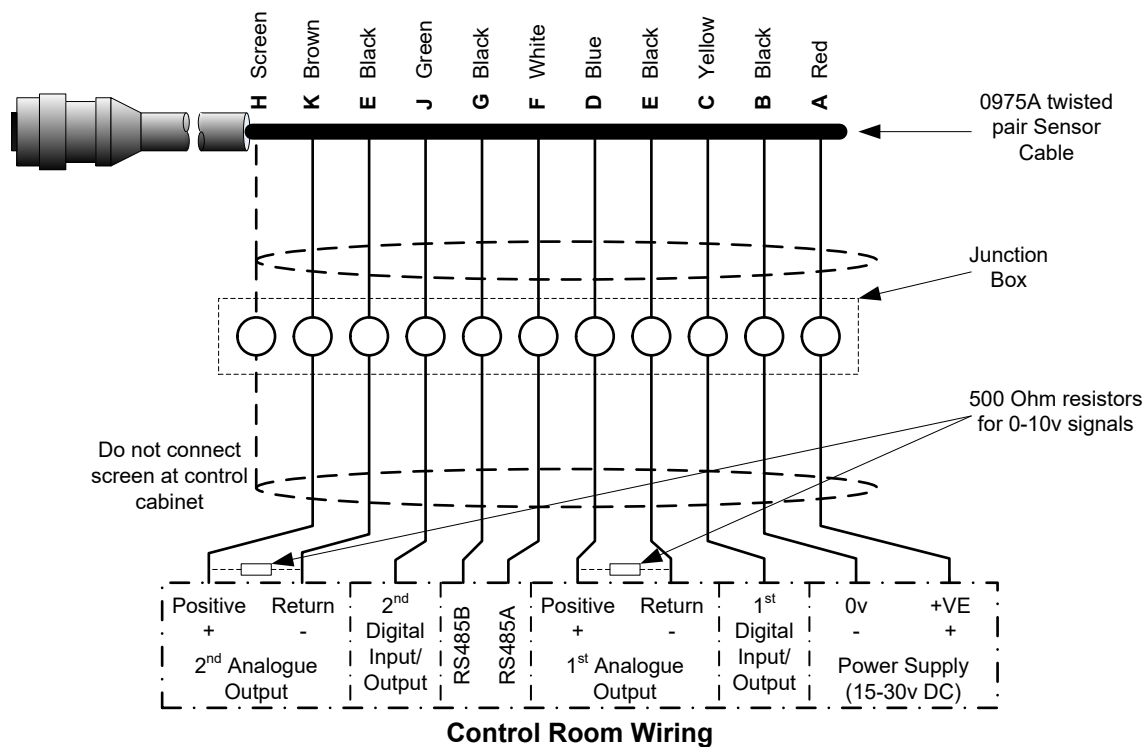 H Screen
K Brown
E Black
J Green
G Black
F White
D Blue
E Black
C Yellow
B Black
A Red
0975A twisted
pair Sensor
Cable
Junction
Box
500 Ohm resistors
for 0-10v signals
Do not connect
screen at control
cabinet
Positive Return
+ -
2nd Analogue
Output
2nd
Digital
Input/
Output
RS485B
RS485A
Positive Return
+ -
1st Analogue
Output
1st
Digital
Input/
Output
0v +VE
- +
Power Supply
(15-30v DC)
Control Room Wiring